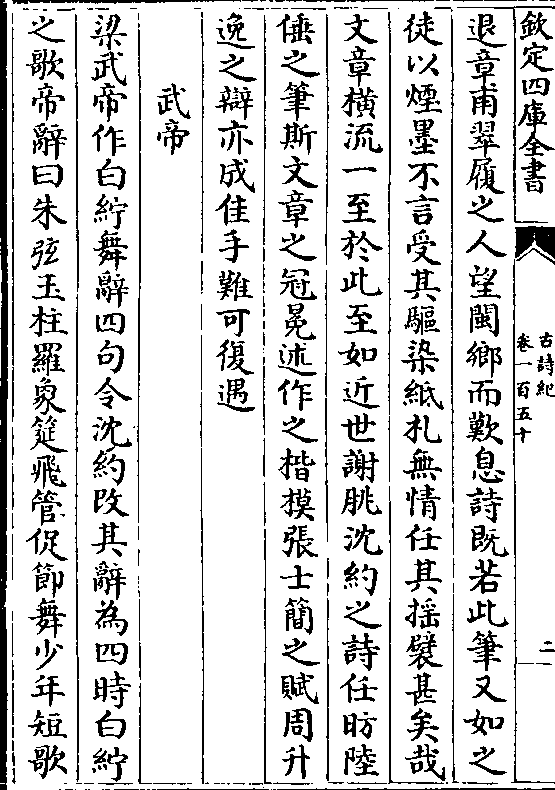 欽定四庫全書
古詩紀
卷一百五十
二
退章甫翠履之人望閩鄉而歎息詩既若此筆又如之
徒以煙墨不言受其驅染紙札無情任其揺襞甚矣哉
文章橫流一至於此至如近世謝朓沈約之詩任昉陸
倕之筆斯文章之冠冕述作之楷摸張士簡之賦周升
逸之辯亦成佳手難可復遇
武帝
梁武帝作白紵舞辭四句令沈約改其辭為四時白紵
之歌帝辭曰朱弦玉柱羅象筵飛管促節舞少年短歌